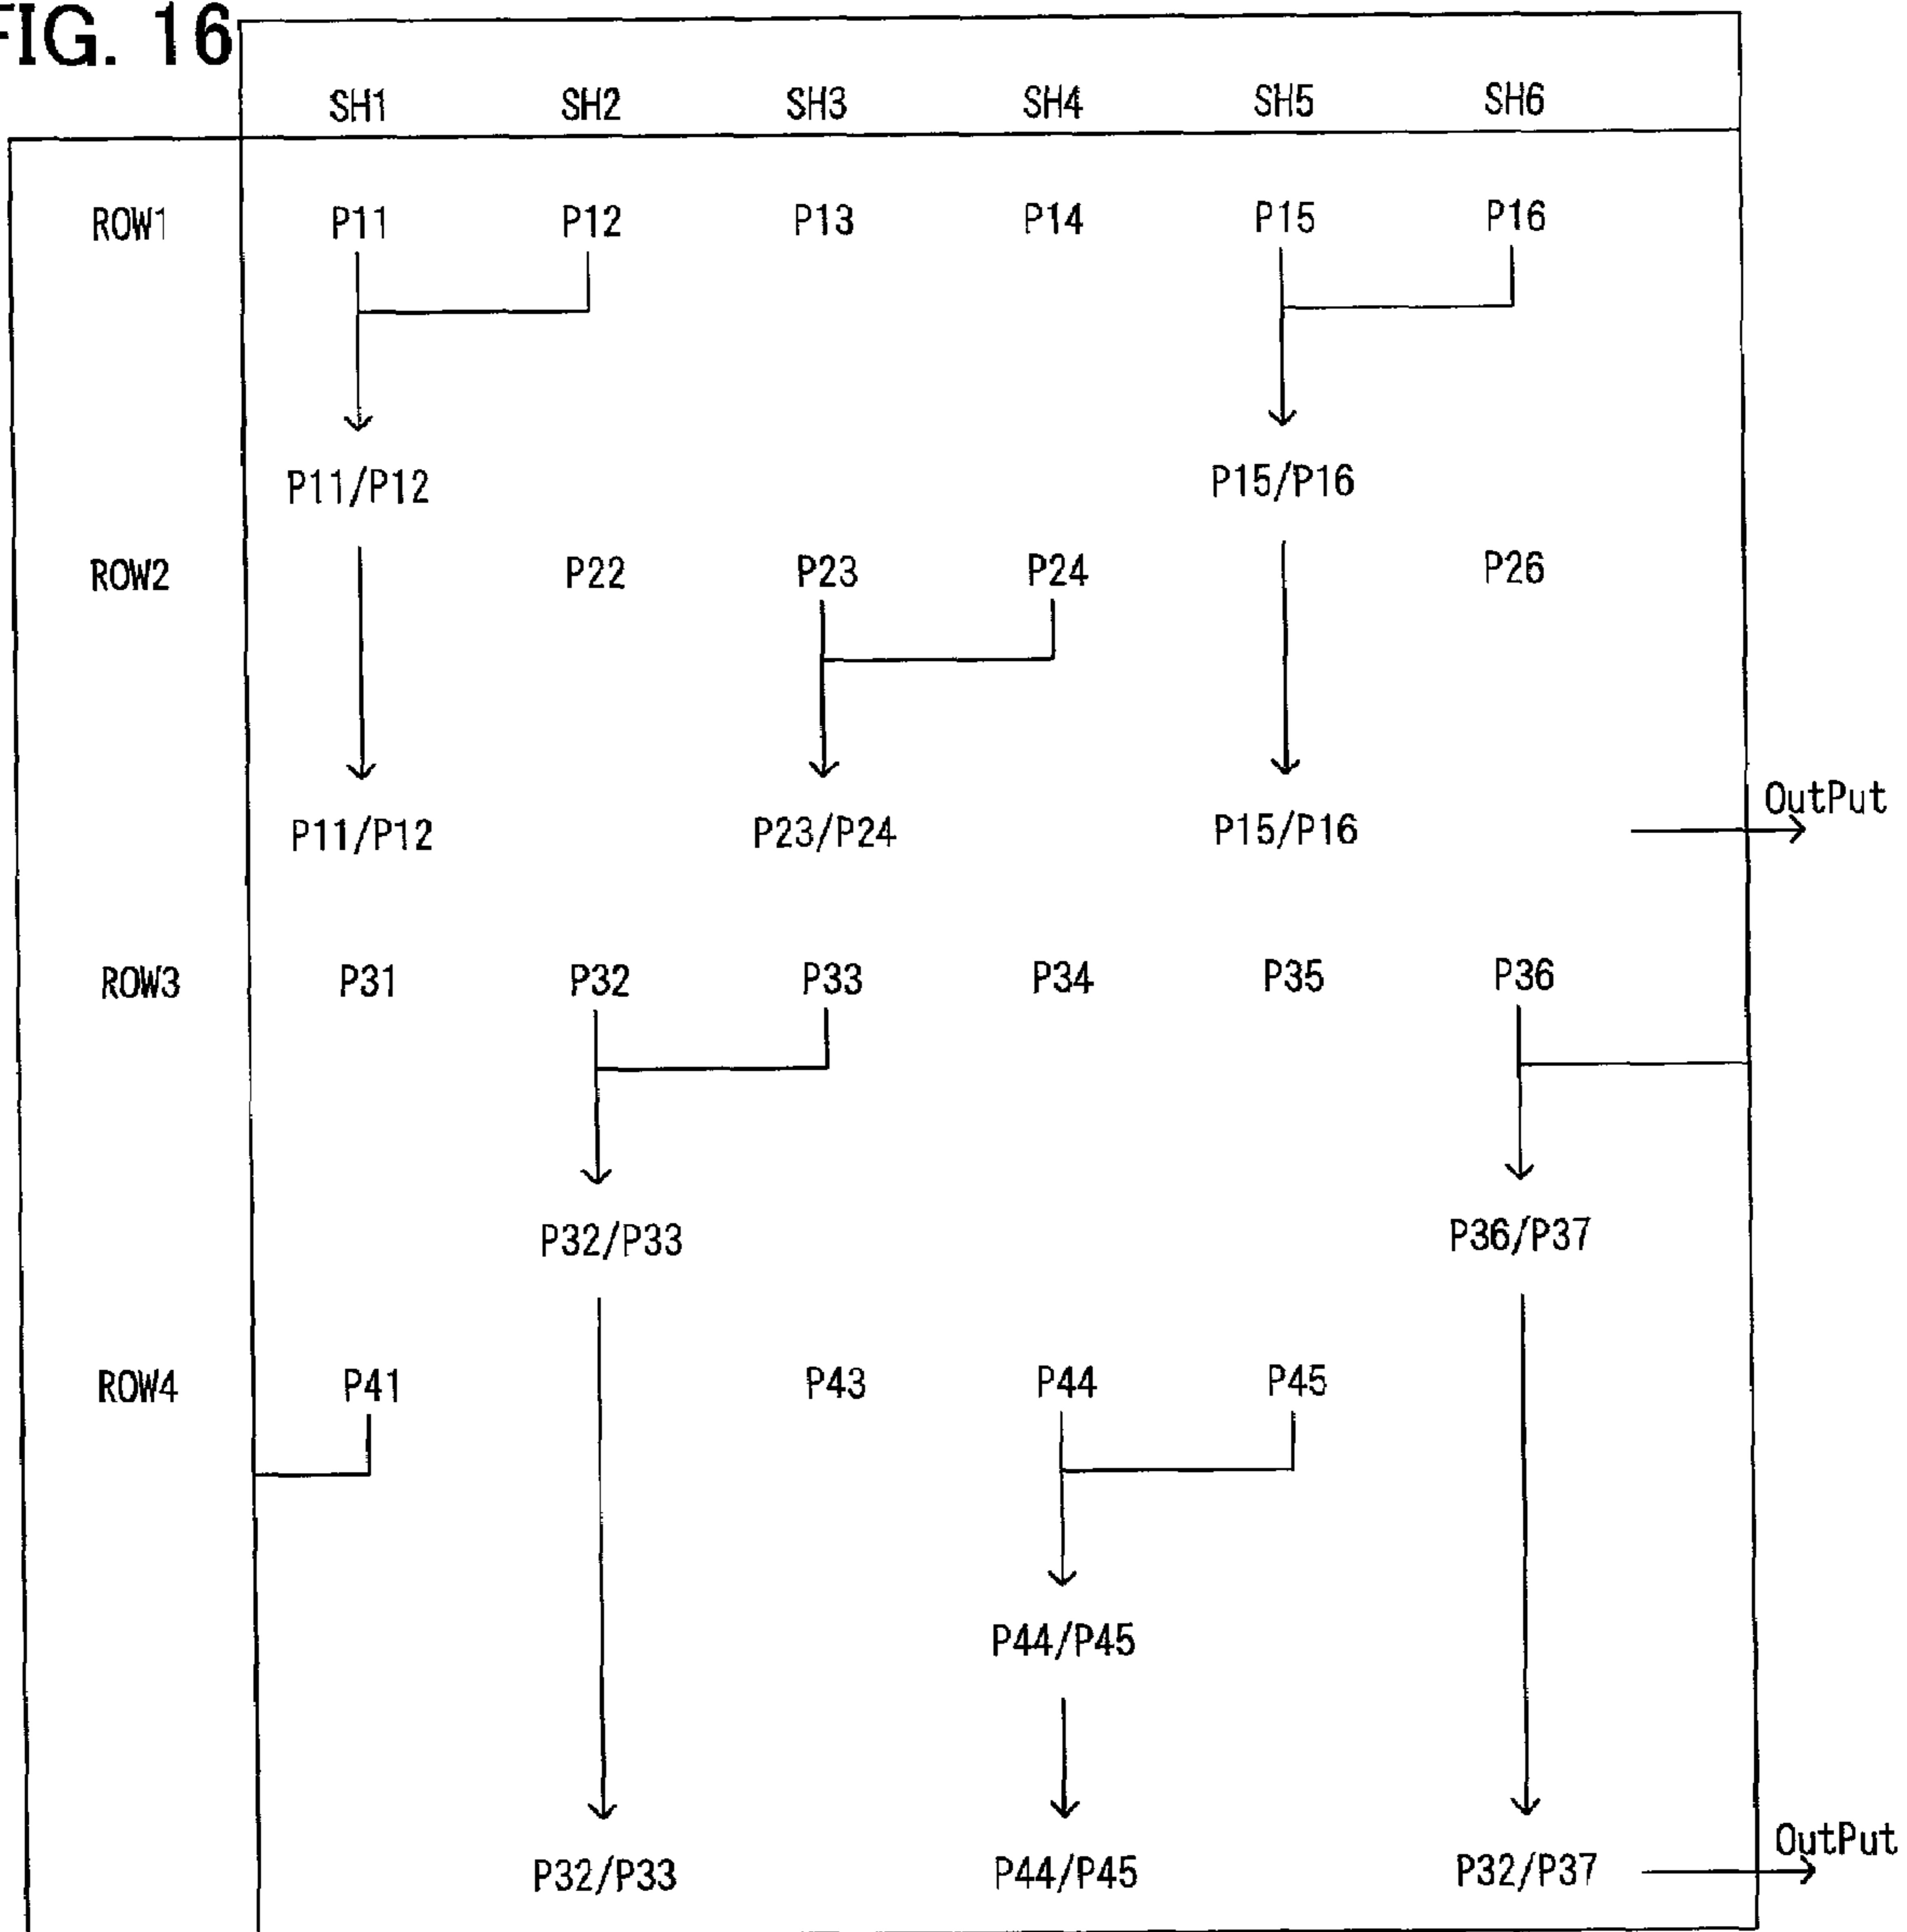 FIG. 16
SH1 SH2 SH3 SH4 SH5 SH6
ROW1 P11 P12 P13 P14 P15 P16
P11/P12 P15/P16
ROW2 P22 P23 P24 P26
OutPut
P11/P12 P23/P24 P15/P16
ROW3 P31 P32 P33 P34 P35 P36
P32/P33 P36/P37
ROW4 P41 P43 P44 P45
P44/P45
OutPut
P32/P33 P44/P45 P32/P37